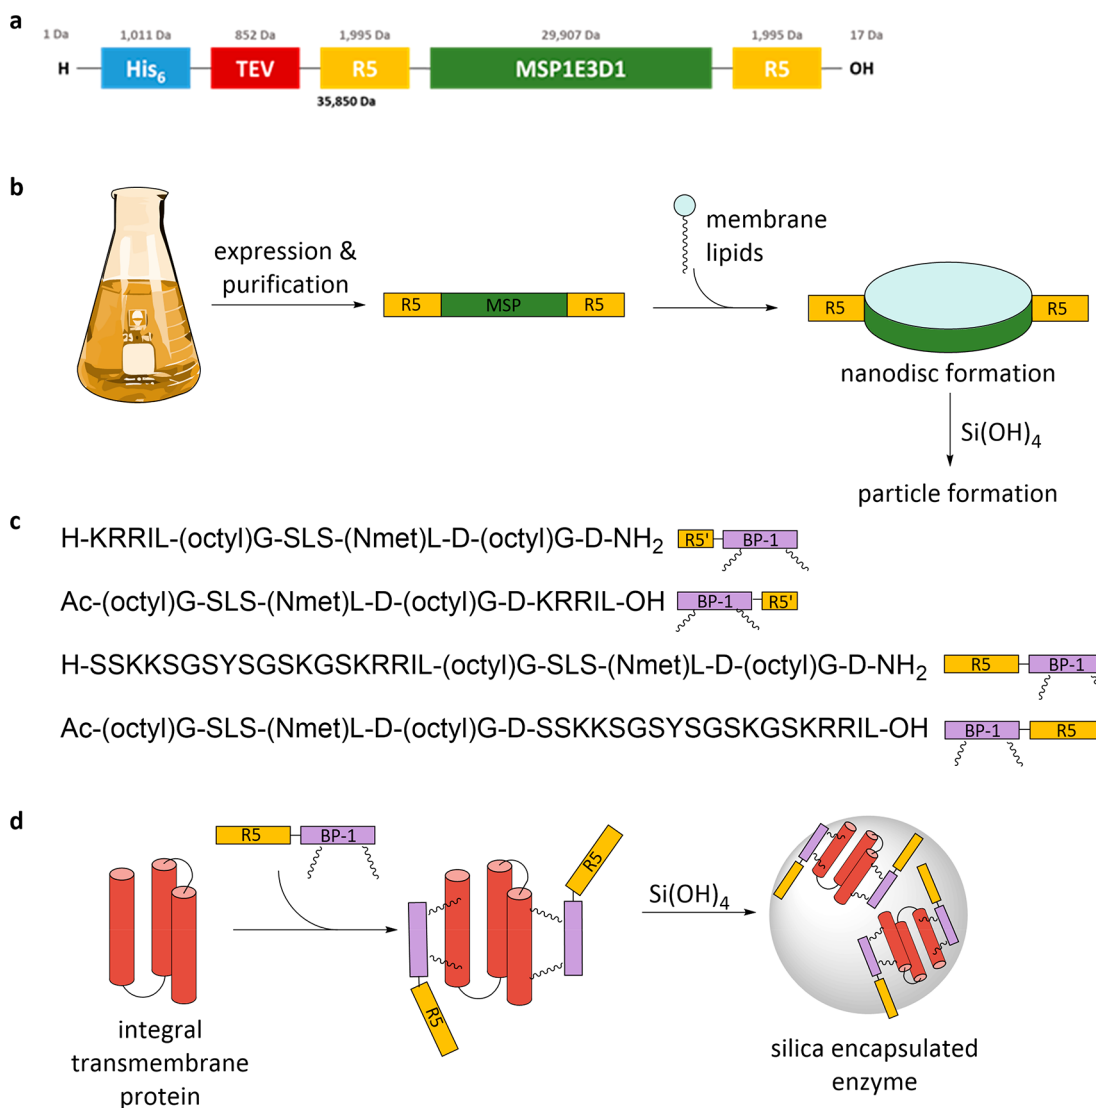 a
1 Da 1,011 Da 852 Da 1,995 Da 29,907 Da 1,995 Da 17 Da
H His6 TEV R5 MSP1E3D1 R5 OH
35,850 Da
b
expression &
purification
R5 MSP R5
membrane
lipids
R5 R5
nanodisc formation
Si(OH)4
particle formation
c
H-KRRIL-(octyl)G-SLS-(Nmet)L-D-(octyl)G-D-NH2 R5' BP-1
Ac-(octyl)G-SLS-(Nmet)L-D-(octyl)G-D-KRRIL-OH BP-1 R5'
H-SSKKSGSYSGSKGSKRRIL-(octyl)G-SLS-(Nmet)L-D-(octyl)G-D-NH2 R5 BP-1
Ac-(octyl)G-SLS-(Nmet)L-D-(octyl)G-D-SSKKSGSYSGSKGSKRRIL-OH BP-1 R5
d
R5 BP-1
R5
R5
Si(OH)4
integral
transmembrane
protein
silica encapsulated
enzyme